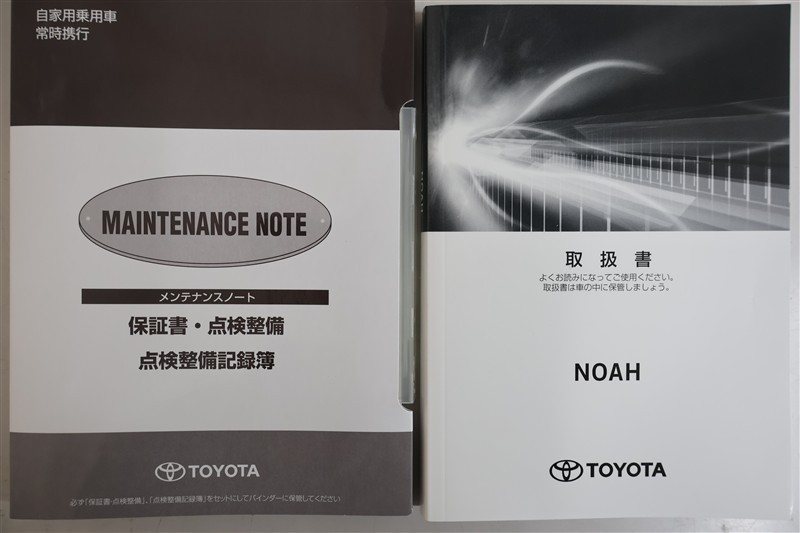 自家用乗用車
常時携行
MAINTENANCE NOTE
メンテナンスノート
保証書・点検整備
点検整備記録簿
TOYOTA
必ず「保証書・点検整備」、「点検整備記録簿」をセットにしてバインダーに保管してください
NOAH
取扱書
よくお読みになってご使用ください。
取扱書は車の中に保管しましょう。
NOAH
TOYOTA